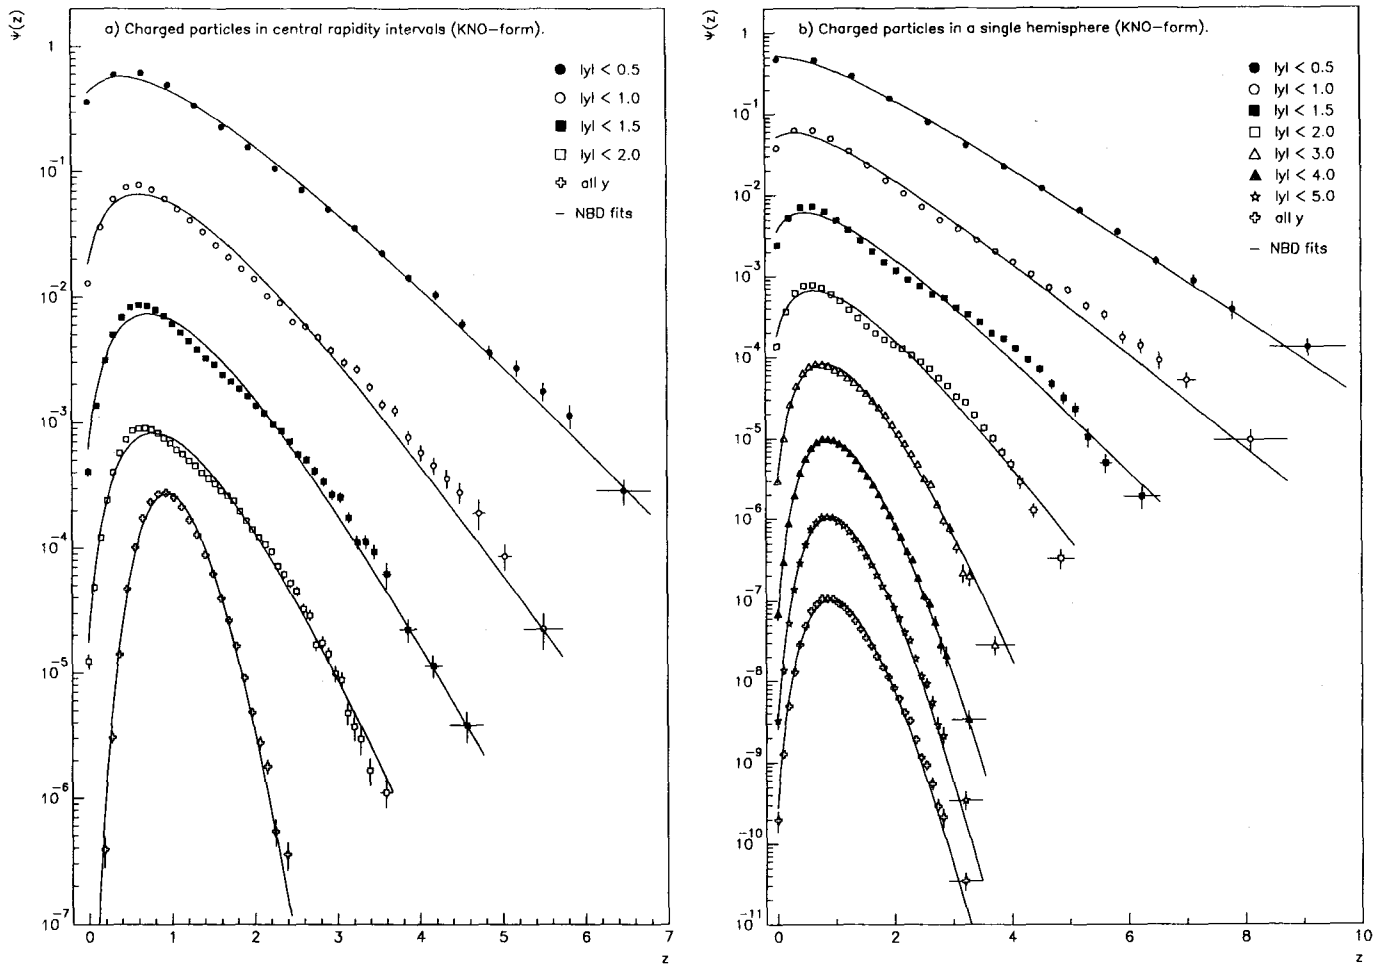 Ψ(z)
a) Charged particles in central rapidity intervals (KNO-form).
1
10⁻¹
10⁻²
10⁻³
10⁻⁴
10⁻⁵
10⁻⁶
10⁻⁷
|y| < 0.5
|y| < 1.0
|y| < 1.5
|y| < 2.0
all y
— NBD fits
0 1 2 3 4 5 6 7
z
Ψ(z)
b) Charged particles in a single hemisphere (KNO-form).
1
10⁻¹
10⁻²
10⁻³
10⁻⁴
10⁻⁵
10⁻⁶
10⁻⁷
10⁻⁸
10⁻⁹
10⁻¹⁰
10⁻¹¹
|y| < 0.5
|y| < 1.0
|y| < 1.5
|y| < 2.0
|y| < 3.0
|y| < 4.0
|y| < 5.0
all y
— NBD fits
0 2 4 6 8 10
z